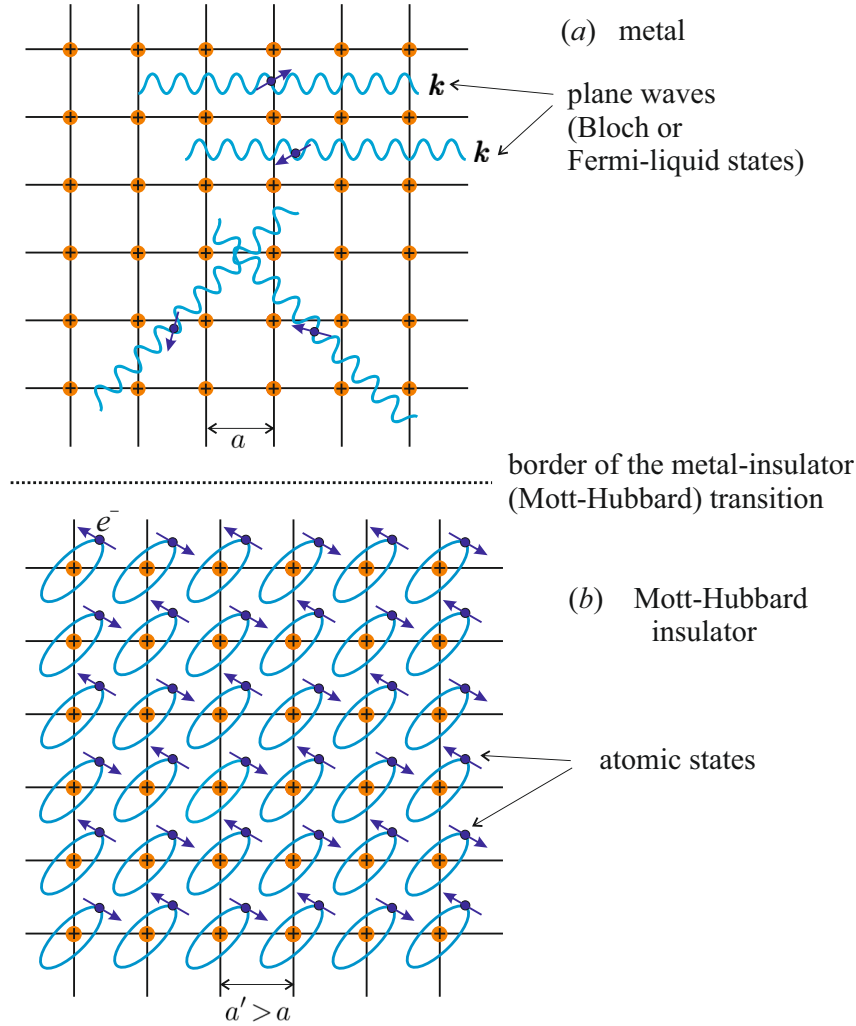 (a) metal
k
plane waves
(Bloch or
Fermi-liquid states)
k
a
border of the metal-insulator
(Mott-Hubbard) transition
e⁻
(b) Mott-Hubbard
insulator
atomic states
a′ > a